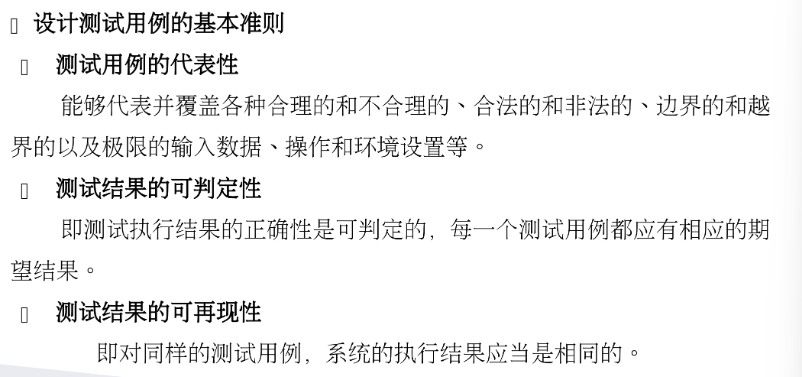 设计测试用例的基本准则
测试用例的代表性
能够代表并覆盖各种合理的和不合理的、合法的和非法的、边界的和越
界的以及极限的输入数据、操作和环境设置等。
测试结果的可判定性
即测试执行结果的正确性是可判定的，每一个测试用例都应有相应的期
望结果。
测试结果的可再现性
即对同样的测试用例，系统的执行结果应当是相同的。